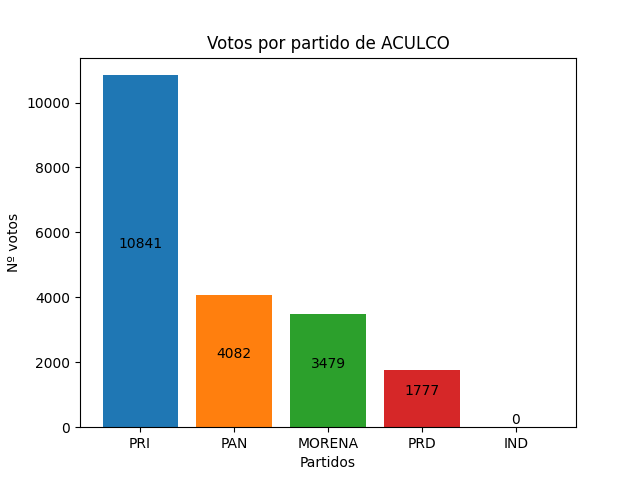 Votos por partido de ACULCO
Nº votos
10000
8000
6000
4000
2000
0
10841
4082
3479
1777
0
PRI PAN MORENA PRD IND
Partidos